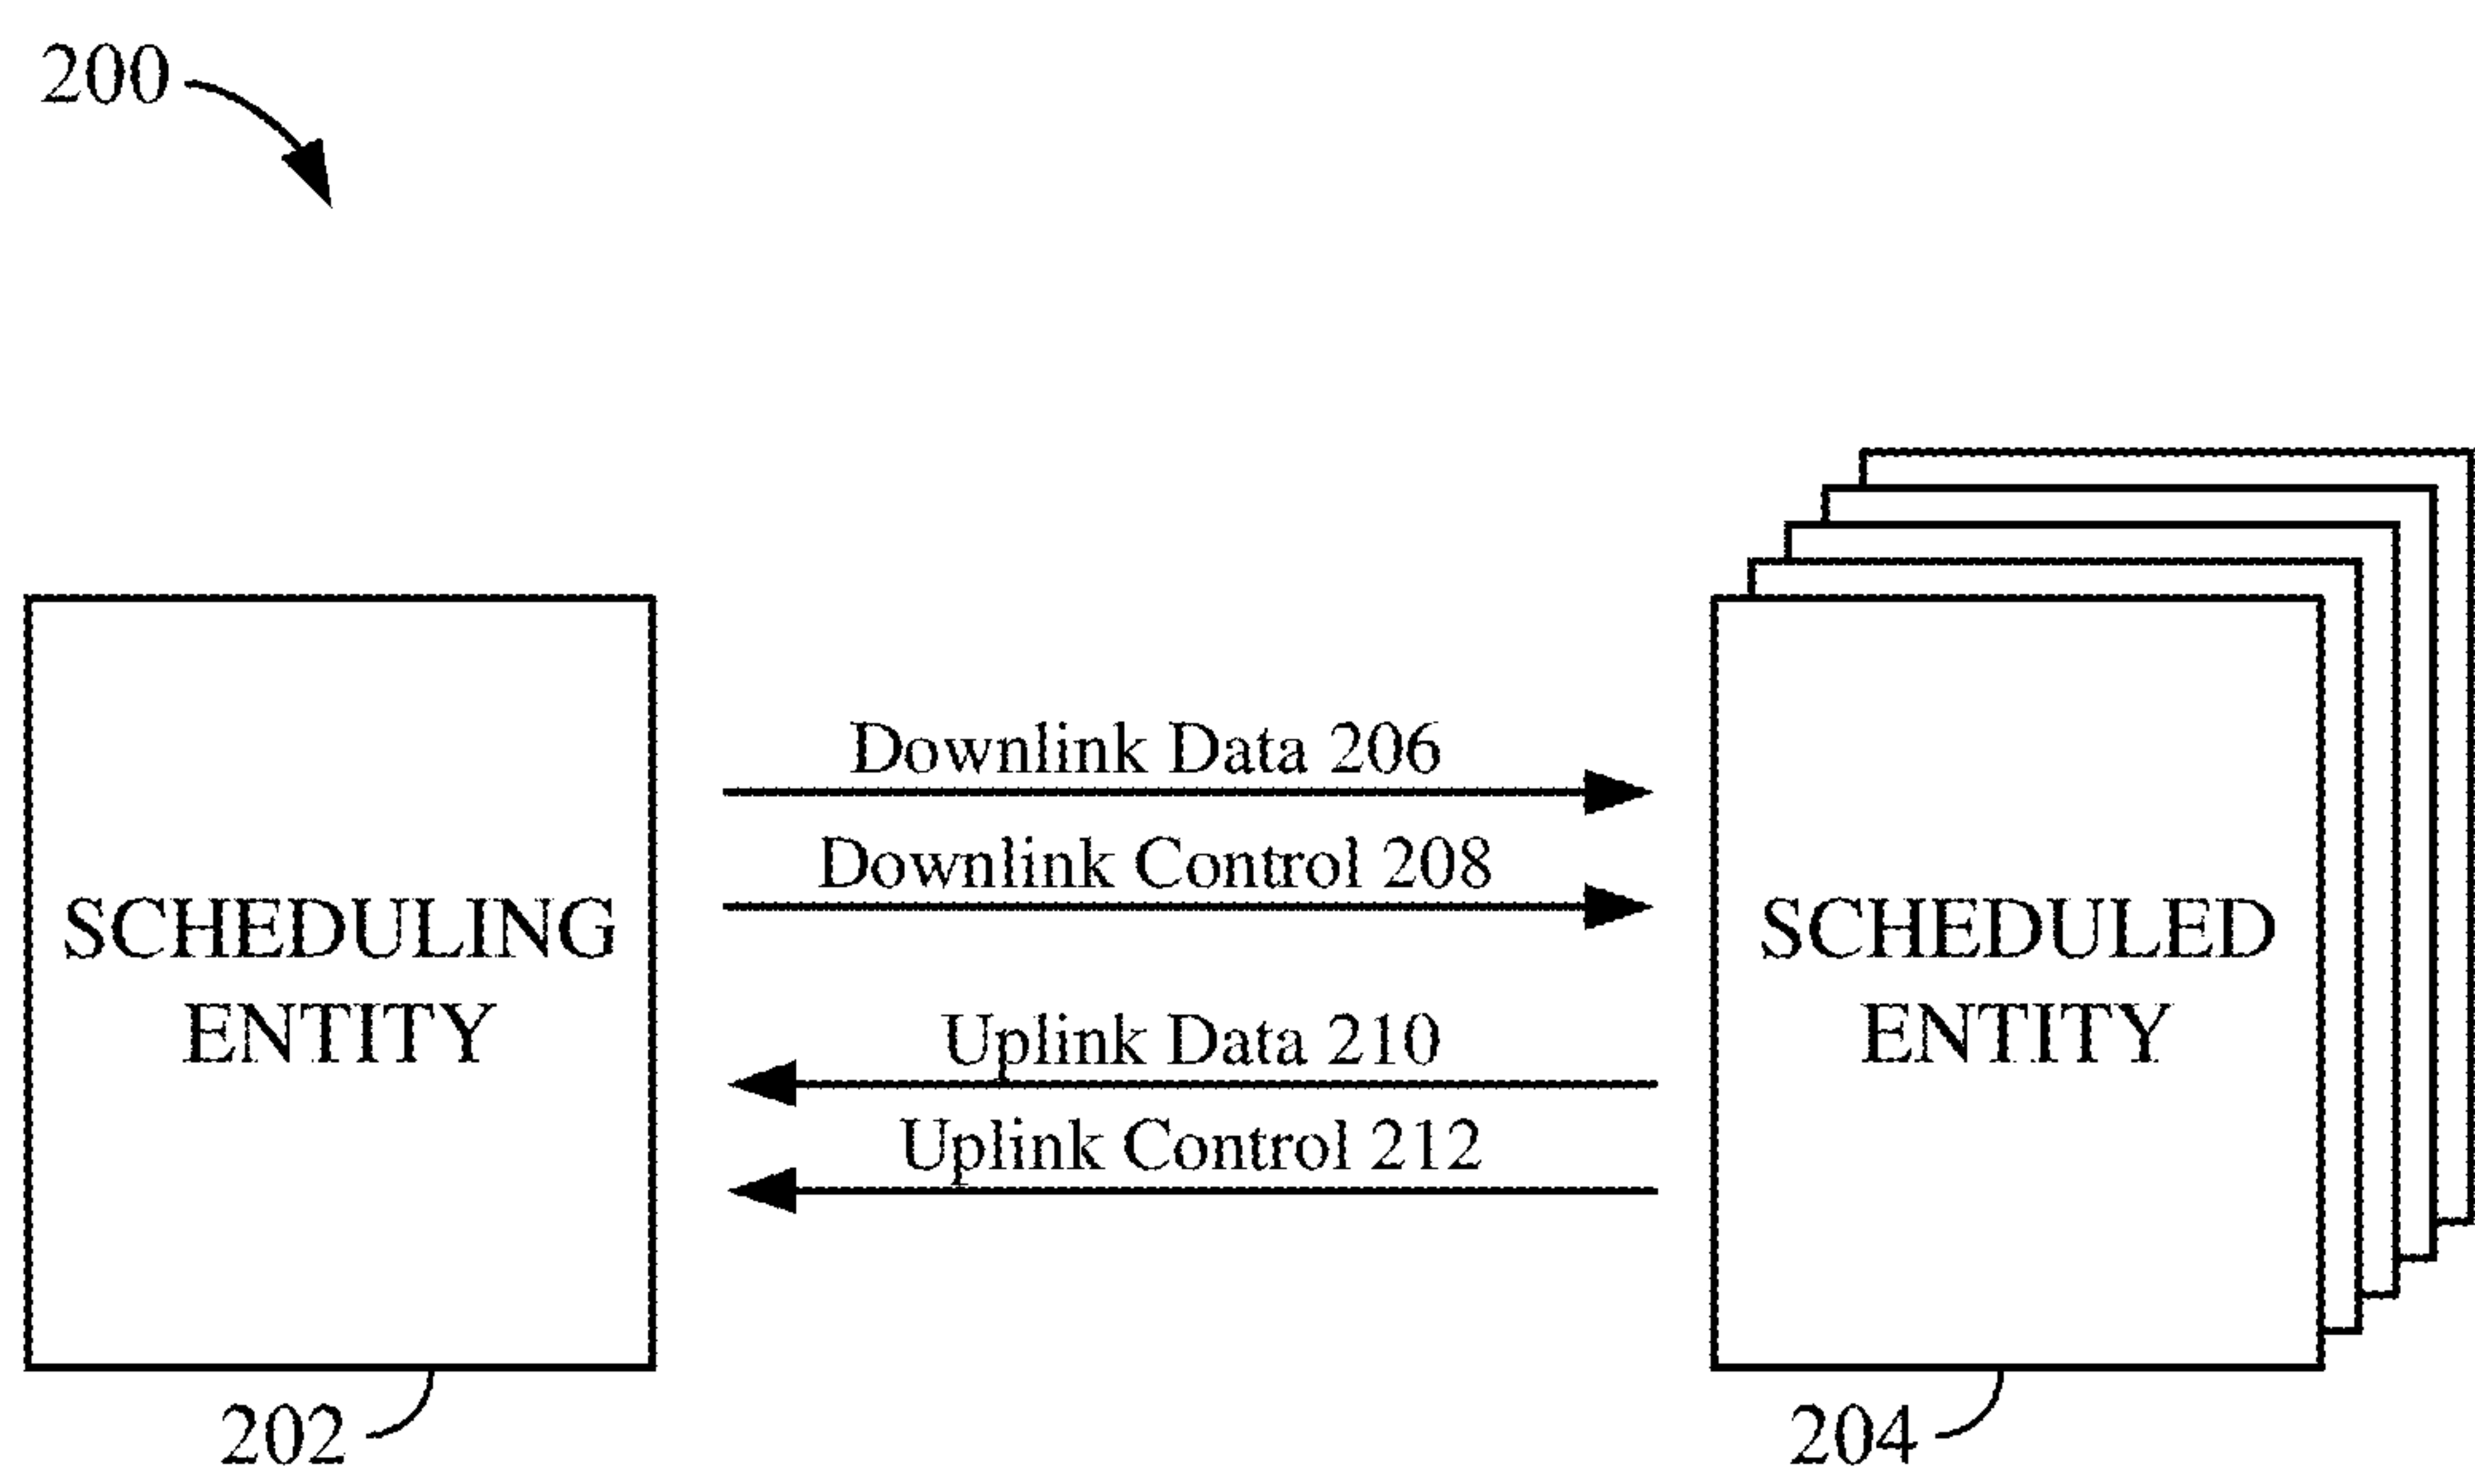 200
Downlink Data 206
Downlink Control 208
SCHEDULING
ENTITY
Uplink Data 210
Uplink Control 212
SCHEDULED
ENTITY
202
204